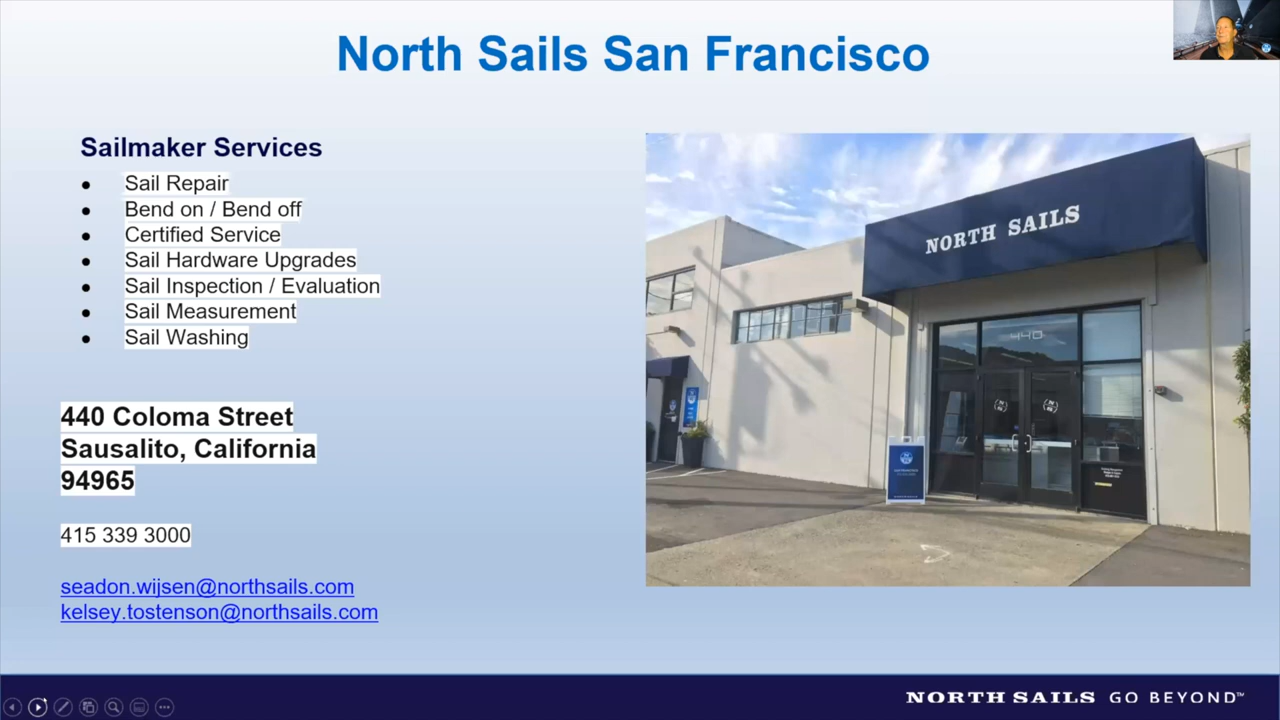 North Sails San Francisco
Sailmaker Services
• Sail Repair
• Bend on / Bend off
• Certified Service
• Sail Hardware Upgrades
• Sail Inspection / Evaluation
• Sail Measurement
• Sail Washing
440 Coloma Street
Sausalito, California
94965
415 339 3000
seadon.wijsen@northsails.com
kelsey.tostenson@northsails.com
NORTH SAILS
440
NORTH SAILS GO BEYOND™